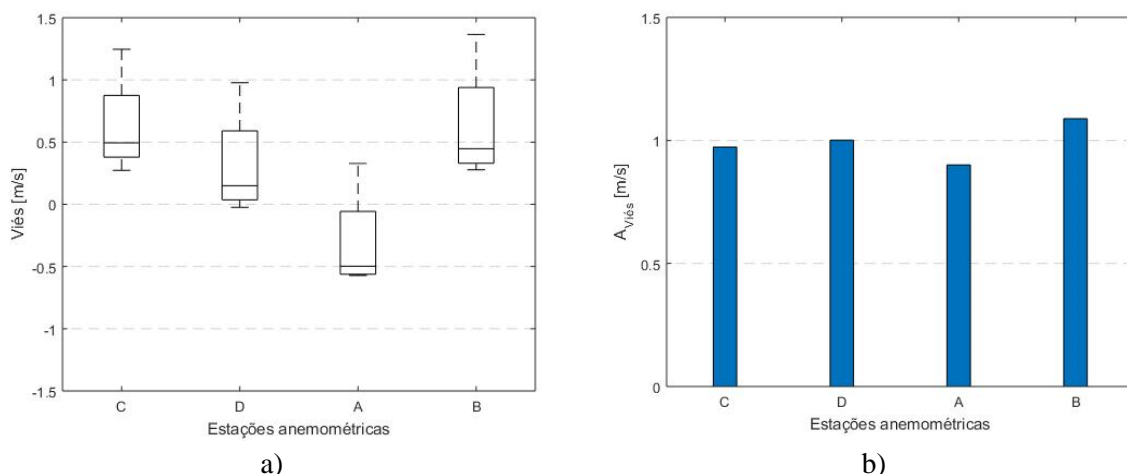 1.5
1
0.5
0
-0.5
-1
-1.5
Viés [m/s]
C D A B
Estações anemométricas
a)
1.5
1
0.5
0
A_Viés [m/s]
C D A B
Estações anemométricas
b)